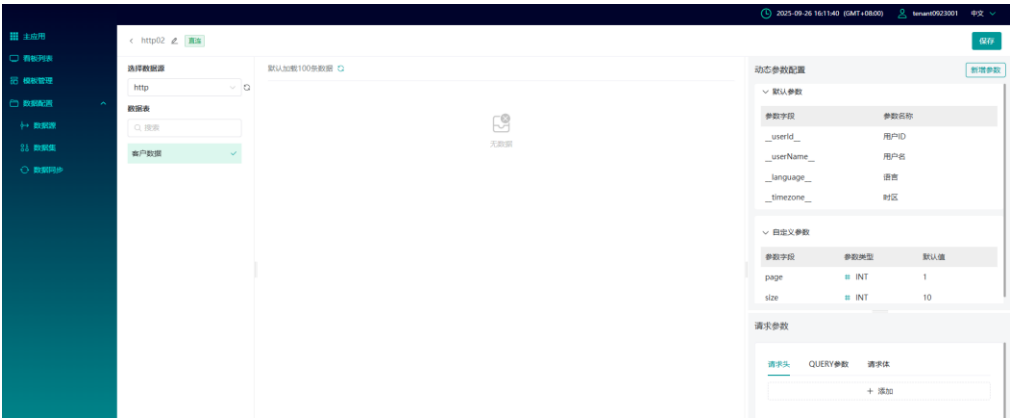 2025-09-26 16:11:40 (GMT+08:00) tenant0923001 中文
主应用
看板列表
模板管理
数据配置
数据源
数据集
数据同步
http02 直连
保存
选择数据源
http
数据表
搜索
客户数据
默认加载100条数据
无数据
动态参数配置 新增参数
默认参数
参数字段 参数名称
__userId__ 用户ID
__userName__ 用户名
__language__ 语言
__timezone__ 时区
自定义参数
参数字段 参数类型 默认值
page INT 1
size INT 10
请求参数
请求头 QUERY参数 请求体
+ 添加